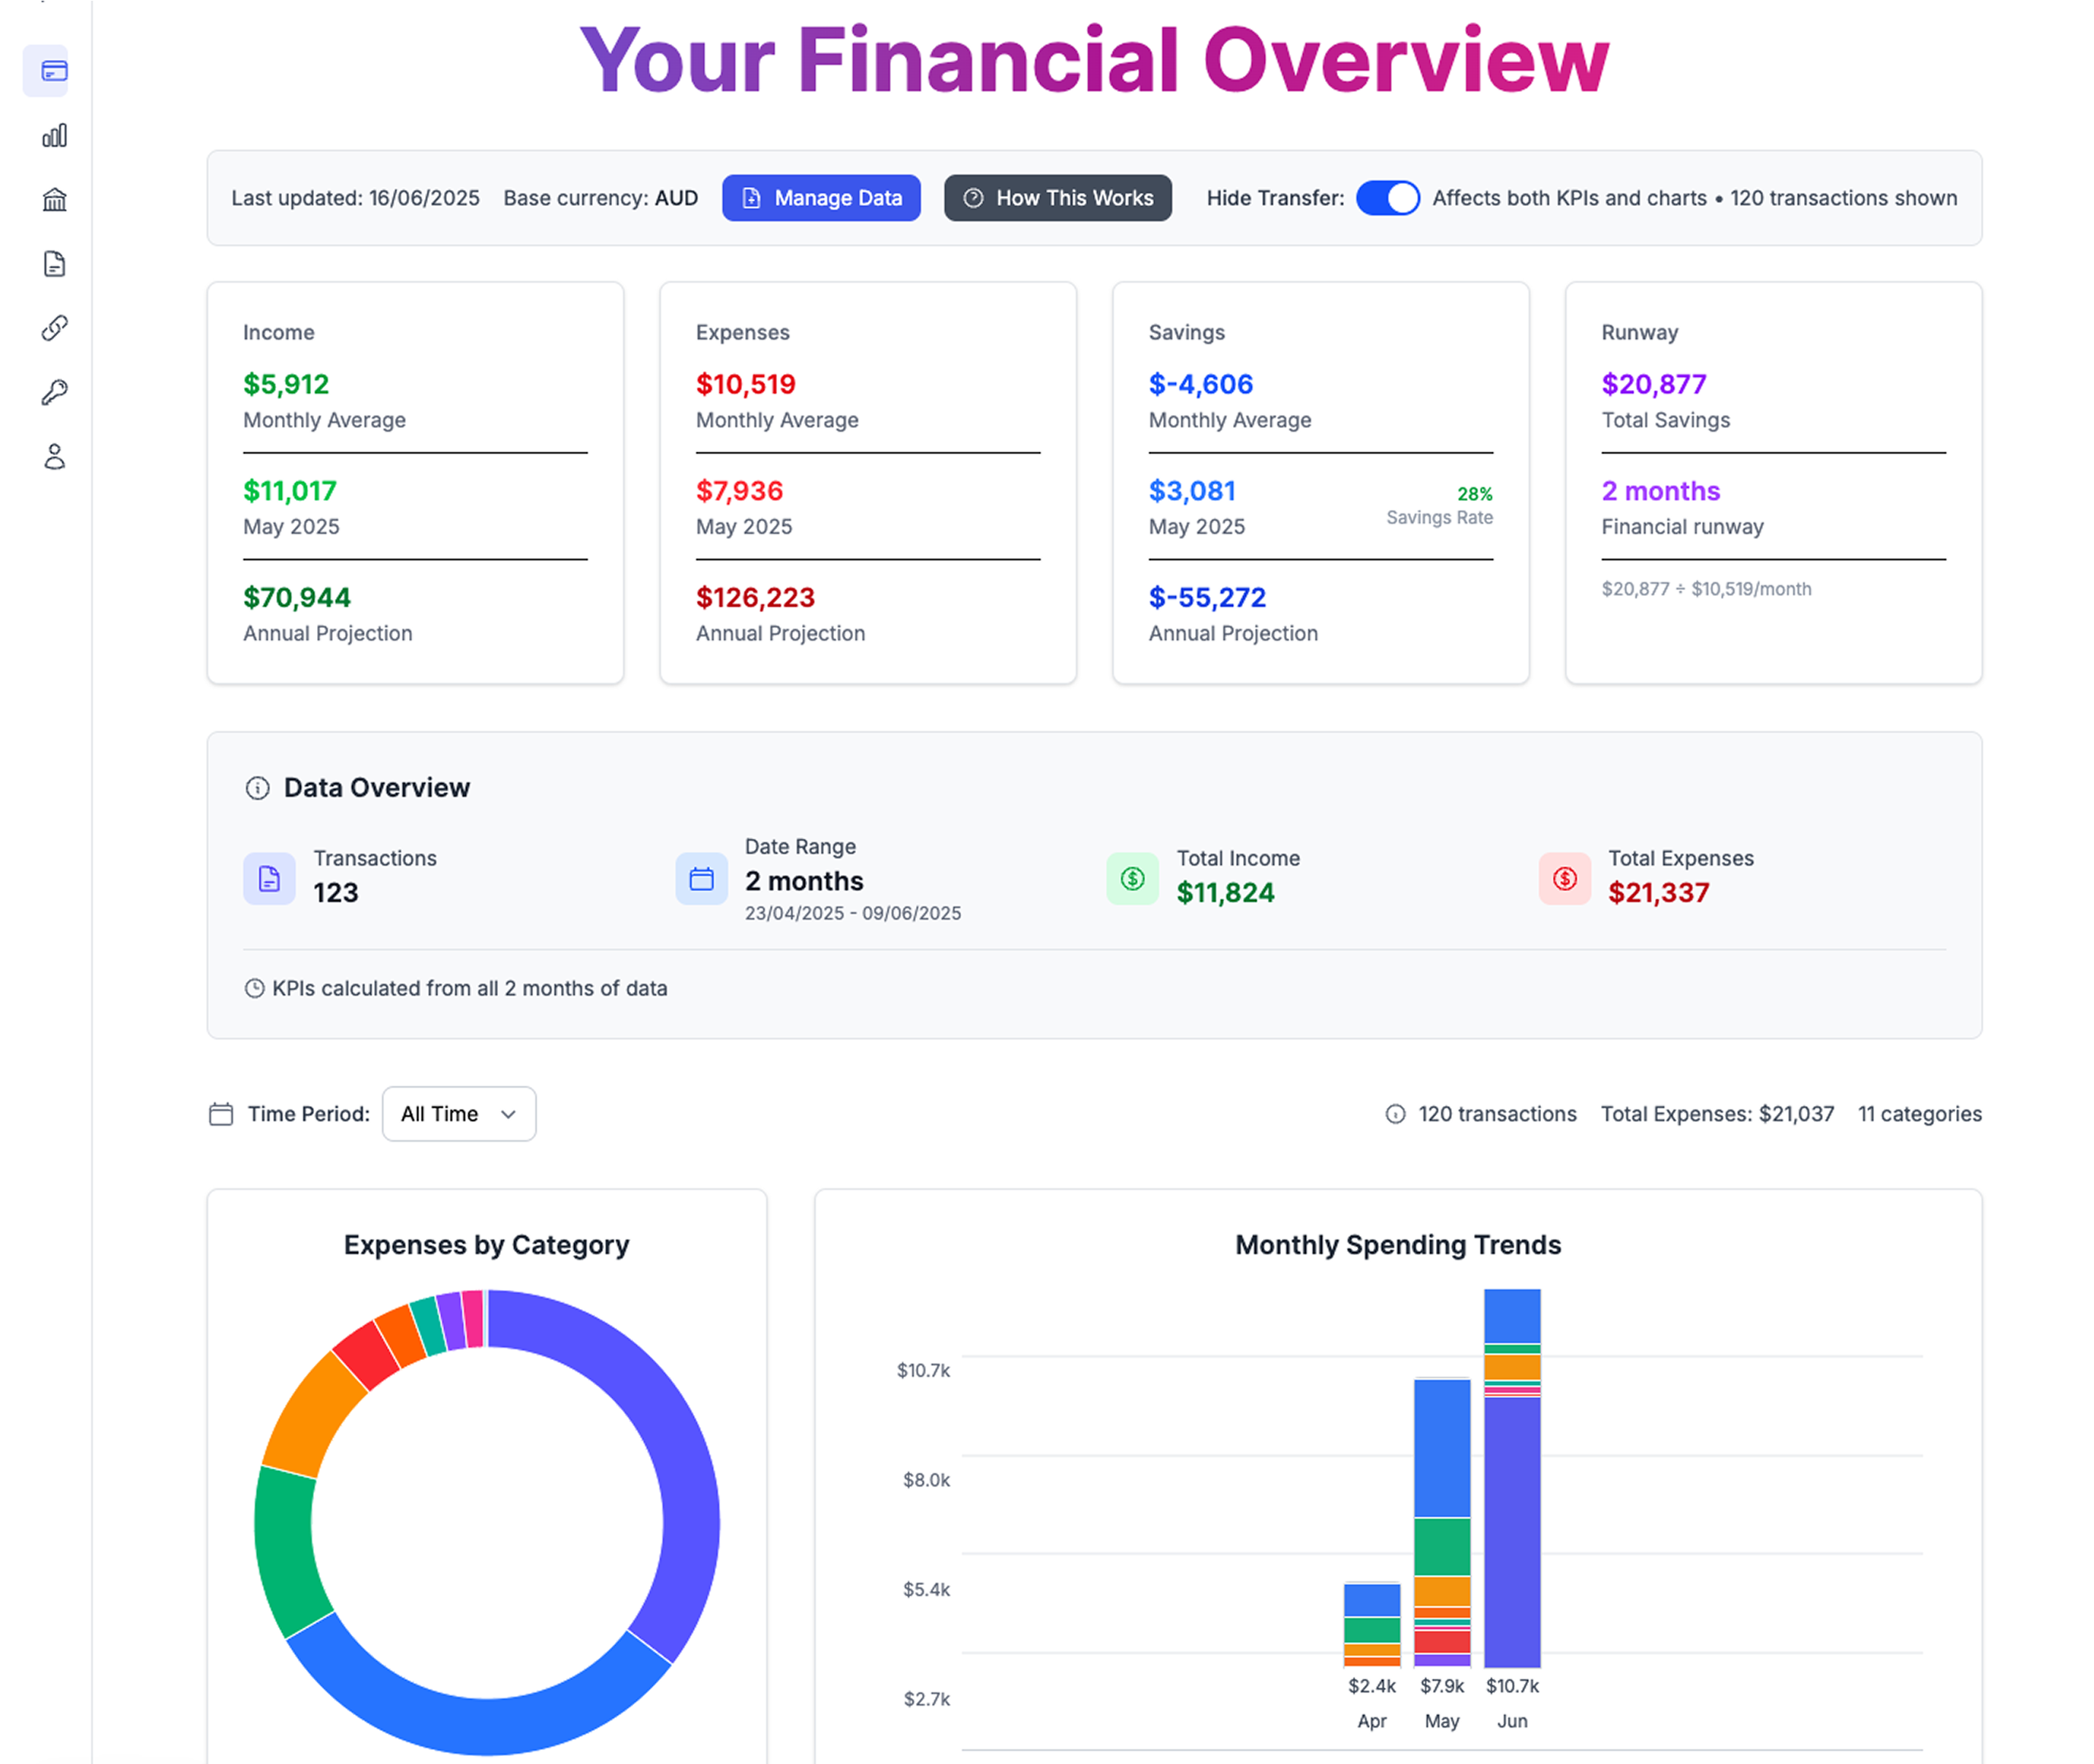 Your Financial Overview
Last updated: 16/06/2025 Base currency: AUD Manage Data How This Works Hide Transfer: Affects both KPIs and charts • 120 transactions shown
Income
$5,912
Monthly Average
$11,017
May 2025
$70,944
Annual Projection
Expenses
$10,519
Monthly Average
$7,936
May 2025
$126,223
Annual Projection
Savings
$-4,606
Monthly Average
$3,081
May 2025
28%
Savings Rate
$-55,272
Annual Projection
Runway
$20,877
Total Savings
2 months
Financial runway
$20,877 ÷ $10,519/month
Data Overview
Transactions
123
Date Range
2 months
23/04/2025 - 09/06/2025
Total Income
$11,824
Total Expenses
$21,337
KPIs calculated from all 2 months of data
Time Period: All Time
120 transactions Total Expenses: $21,037 11 categories
Expenses by Category
Monthly Spending Trends
$10.7k
$8.0k
$5.4k
$2.7k
$2.4k $7.9k $10.7k
Apr May Jun